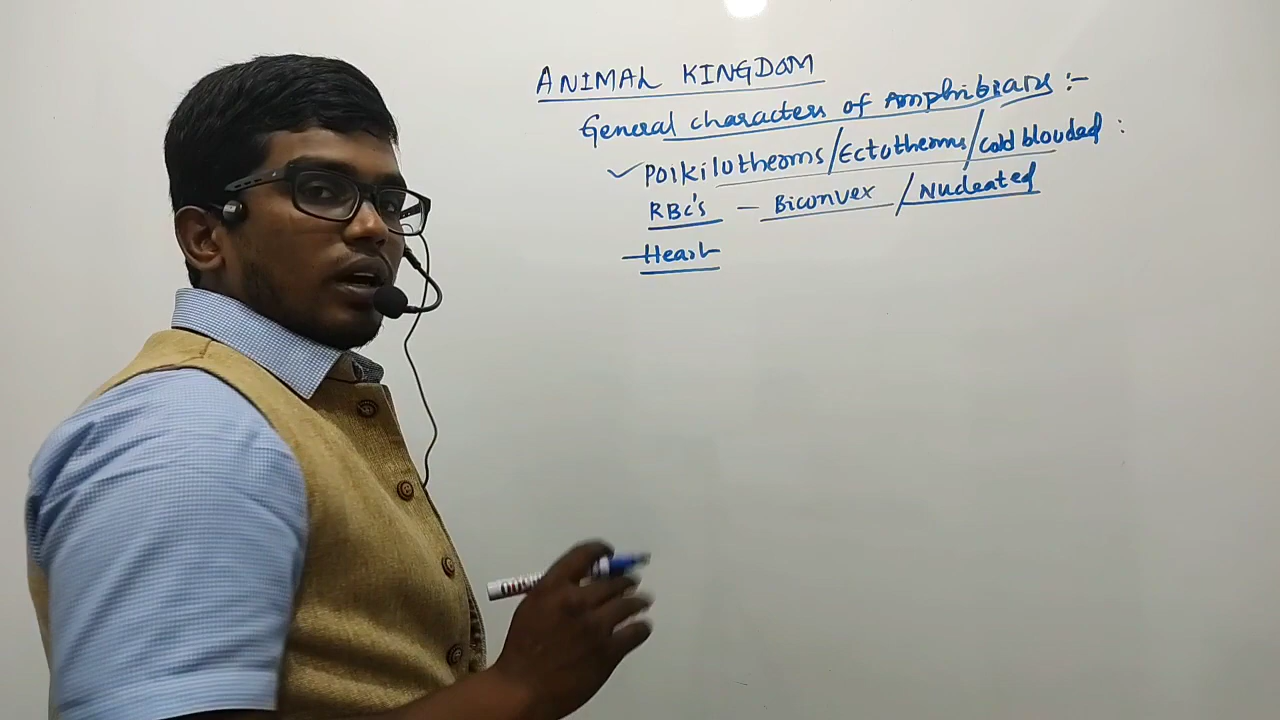 ANIMAL KINGDOM
General characters of Amphibians :-
✓ Poikilotherms/Ectotherms/cold blooded :
RBC's - Biconvex / Nucleated
- Heart